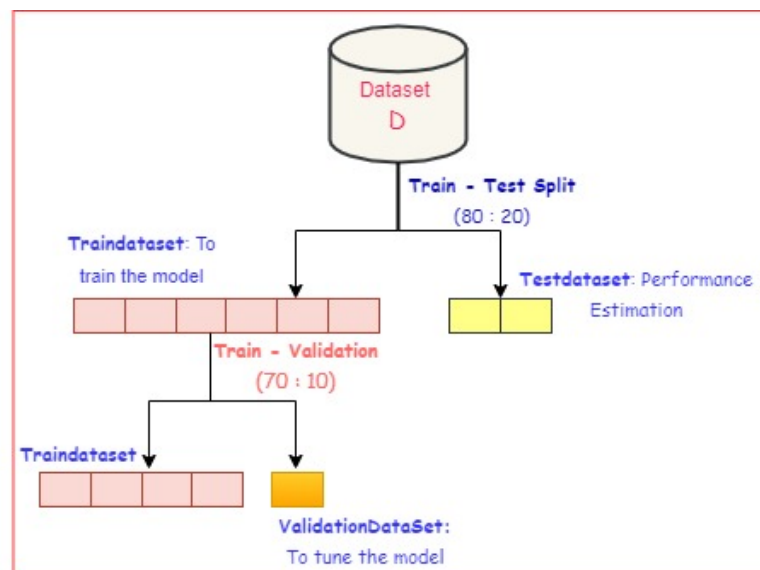 Dataset
D
Train - Test Split
(80 : 20)
Traindataset: To
train the model
Testdataset: Performance
Estimation
Train - Validation
(70 : 10)
Traindataset
ValidationDataSet:
To tune the model